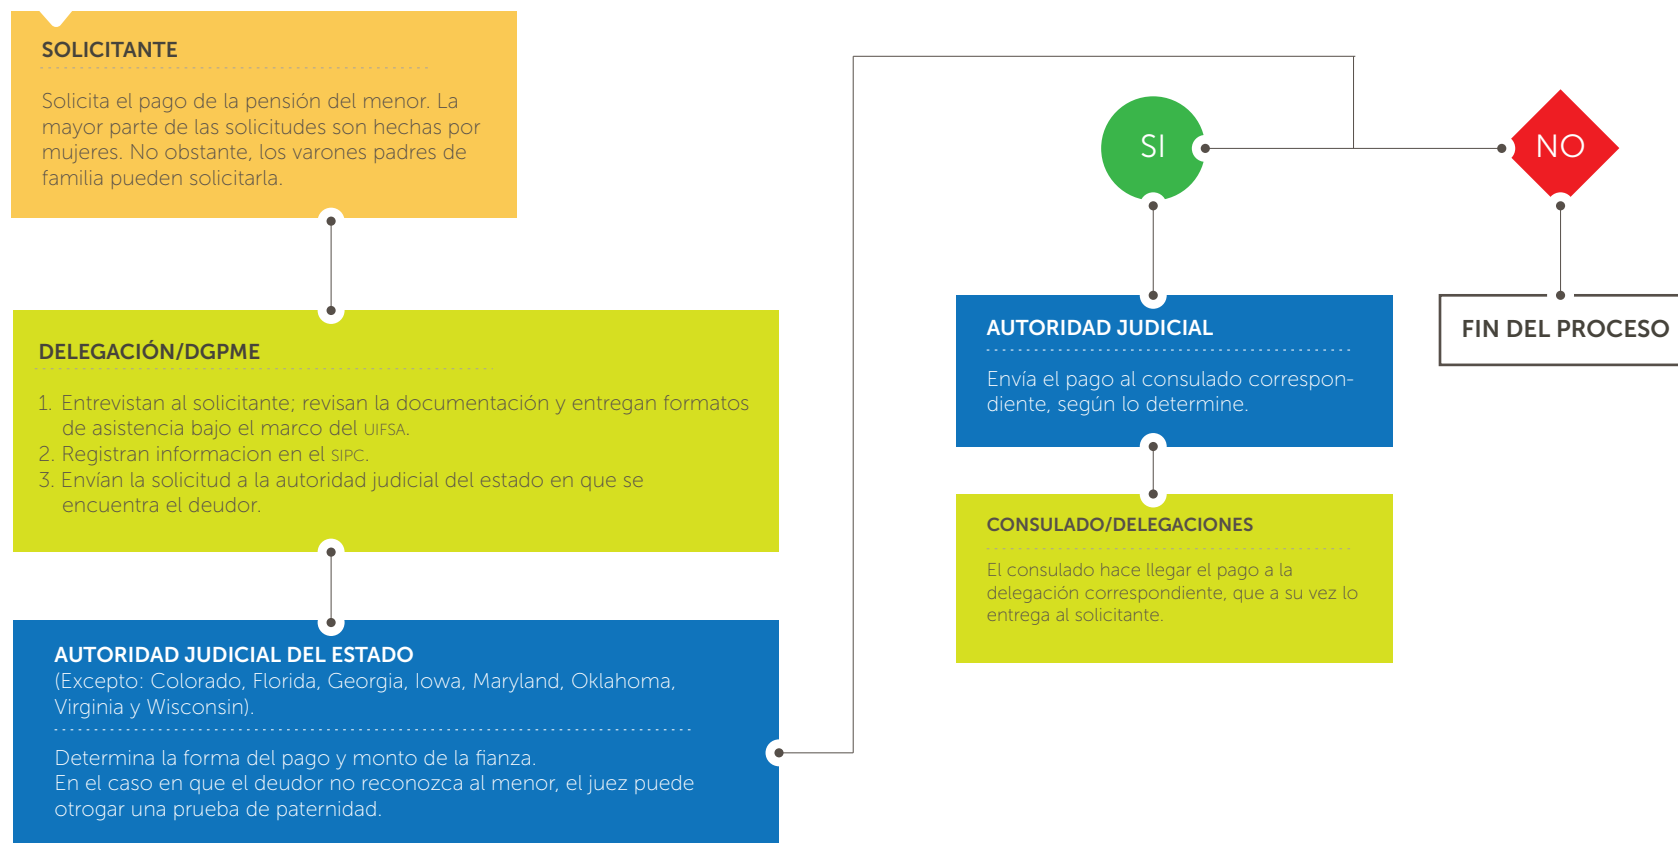 SOLICITANTE
Solicita el pago de la pensión del menor. La
mayor parte de las solicitudes son hechas por
mujeres. No obstante, los varones padres de
familia pueden solicitarla.
DELEGACIÓN/DGPME
1. Entrevistan al solicitante; revisan la documentación y entregan formatos
de asistencia bajo el marco del UIFSA.
2. Registran informacion en el SIPC.
3. Envían la solicitud a la autoridad judicial del estado en que se
encuentra el deudor.
AUTORIDAD JUDICIAL DEL ESTADO
(Excepto: Colorado, Florida, Georgia, Iowa, Maryland, Oklahoma,
Virginia y Wisconsin).
Determina la forma del pago y monto de la fianza.
En el caso en que el deudor no reconozca al menor, el juez puede
otrogar una prueba de paternidad.
SI
NO
AUTORIDAD JUDICIAL
Envía el pago al consulado correspon-
diente, según lo determine.
FIN DEL PROCESO
CONSULADO/DELEGACIONES
El consulado hace llegar el pago a la
delegación correspondiente, que a su vez lo
entrega al solicitante.